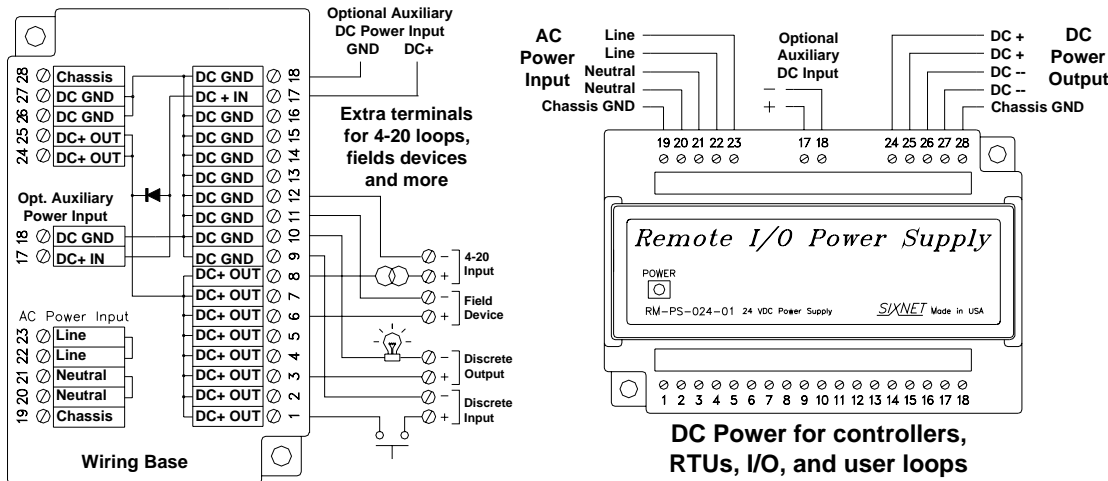 Optional Auxiliary
DC Power Input
GND DC+
28 Chassis
27 DC GND
26 DC GND
25 DC+ OUT
24 DC+ OUT
Opt. Auxiliary
Power Input
18 DC GND
17 DC+ IN
AC Power Input
23 Line
22 Line
21 Neutral
20 Neutral
19 Chassis
DC GND 18
DC + IN 17
DC GND 16
DC GND 15
DC GND 14
DC GND 13
DC GND 12
DC GND 11
DC GND 10
DC GND 9
DC+ OUT 8
DC+ OUT 7
DC+ OUT 6
DC+ OUT 5
DC+ OUT 4
DC+ OUT 3
DC+ OUT 2
DC+ OUT 1
Extra terminals
for 4-20 loops,
fields devices
and more
– 4-20
+ Input
– Field
+ Device
– Discrete
+ Output
– Discrete
+ Input
Wiring Base
AC
Power
Input
Line
Line
Neutral
Neutral
Chassis GND
Optional
Auxiliary
DC Input
–
+
DC +
DC +
DC --
DC --
Chassis GND
DC
Power
Output
19 20 21 22 23 17 18 24 25 26 27 28
Remote I/O Power Supply
POWER
RM-PS-024-01 24 VDC Power Supply SIXNET Made in USA
1 2 3 4 5 6 7 8 9 10 11 12 13 14 15 16 17 18
DC Power for controllers,
RTUs, I/O, and user loops